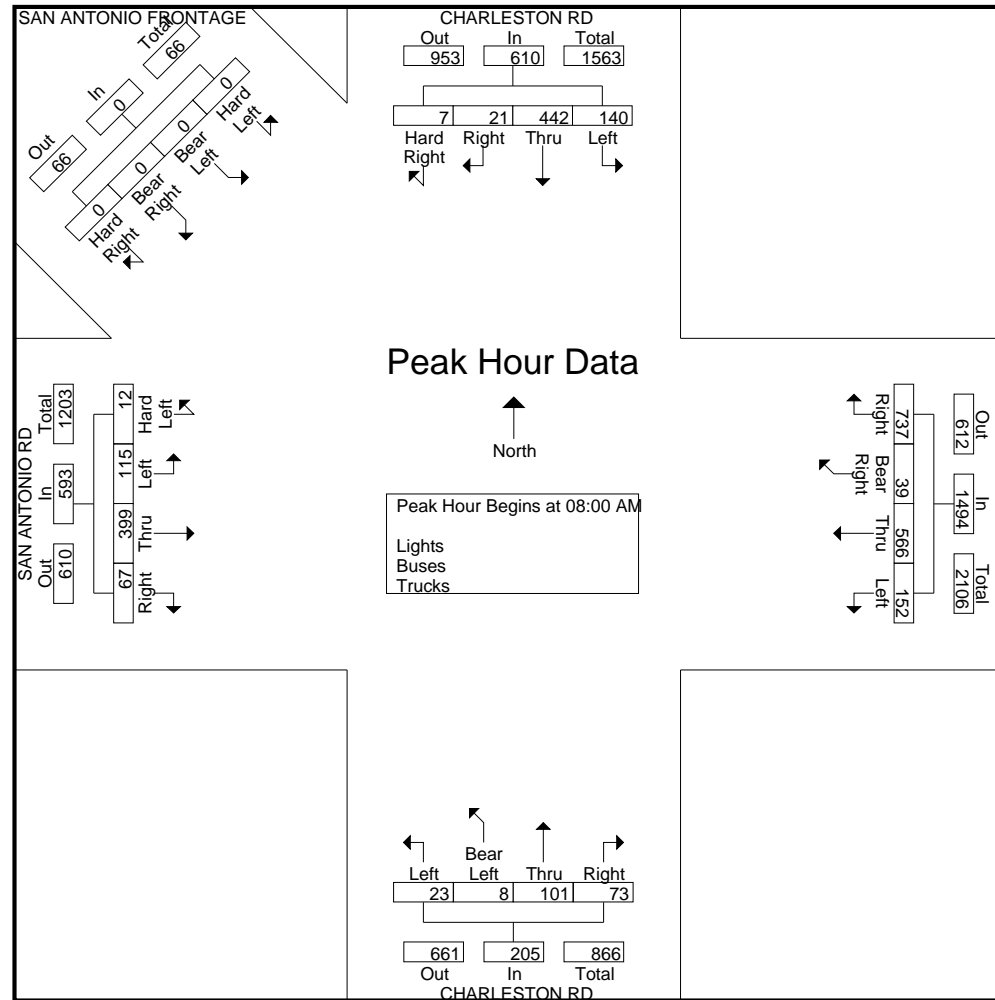 SAN ANTONIO FRONTAGE
Total
66
In
0
Out
66
0
0
0
0
Hard
Left
Bear
Left
Bear
Right
Hard
Right
CHARLESTON RD
Out In Total
953 610 1563
7 21 442 140
Hard
Right
Right Thru Left
Peak Hour Data
North
Peak Hour Begins at 08:00 AM
Lights
Buses
Trucks
SAN ANTONIO RD
Total
1203
In
593
Out
610
12
115
399
67
Hard
Left
Left
Thru
Right
Right
Bear
Right
Thru
Left
737
39
566
152
Out
612
In
1494
Total
2106
Left
Bear
Left
Thru
Right
23 8 101 73
661 205 866
Out In Total
CHARLESTON RD